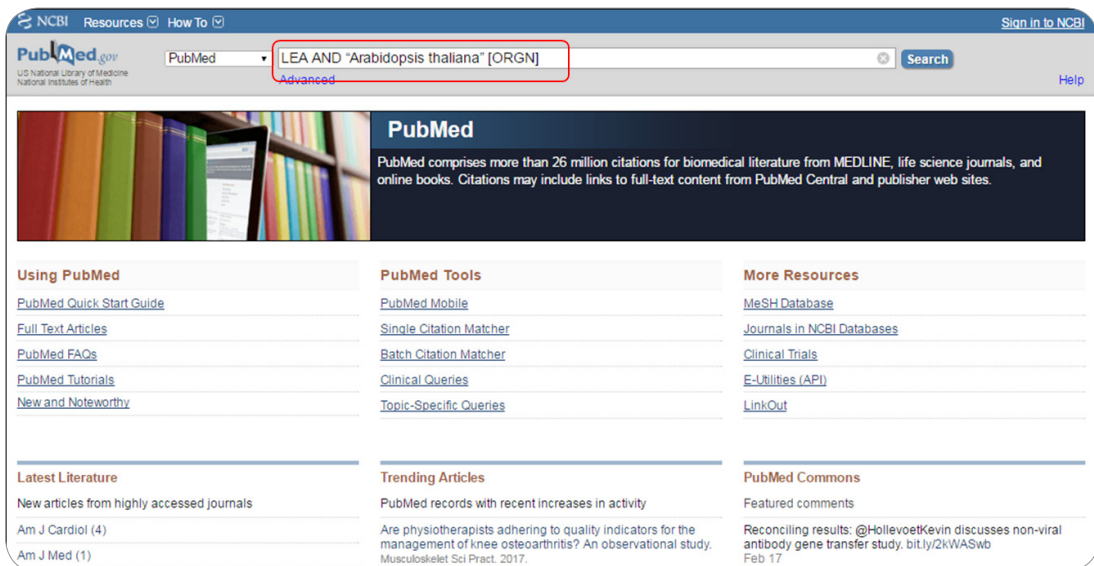 NCBI Resources How To Sign in to NCBI
PubMed.gov
US National Library of Medicine
National Institutes of Health
PubMed
LEA AND “Arabidopsis thaliana” [ORGN]
Search
Advanced
Help
PubMed
PubMed comprises more than 26 million citations for biomedical literature from MEDLINE, life science journals, and
online books. Citations may include links to full-text content from PubMed Central and publisher web sites.
Using PubMed
PubMed Quick Start Guide
Full Text Articles
PubMed FAQs
PubMed Tutorials
New and Noteworthy
PubMed Tools
PubMed Mobile
Single Citation Matcher
Batch Citation Matcher
Clinical Queries
Topic-Specific Queries
More Resources
MeSH Database
Journals in NCBI Databases
Clinical Trials
E-Utilities (API)
LinkOut
Latest Literature
New articles from highly accessed journals
Am J Cardiol (4)
Am J Med (1)
Trending Articles
PubMed records with recent increases in activity
Are physiotherapists adhering to quality indicators for the
management of knee osteoarthritis? An observational study.
Musculoskelet Sci Pract. 2017.
PubMed Commons
Featured comments
Reconciling results: @HollevoetKevin discusses non-viral
antibody gene transfer study. bit.ly/2kWASwb
Feb 17